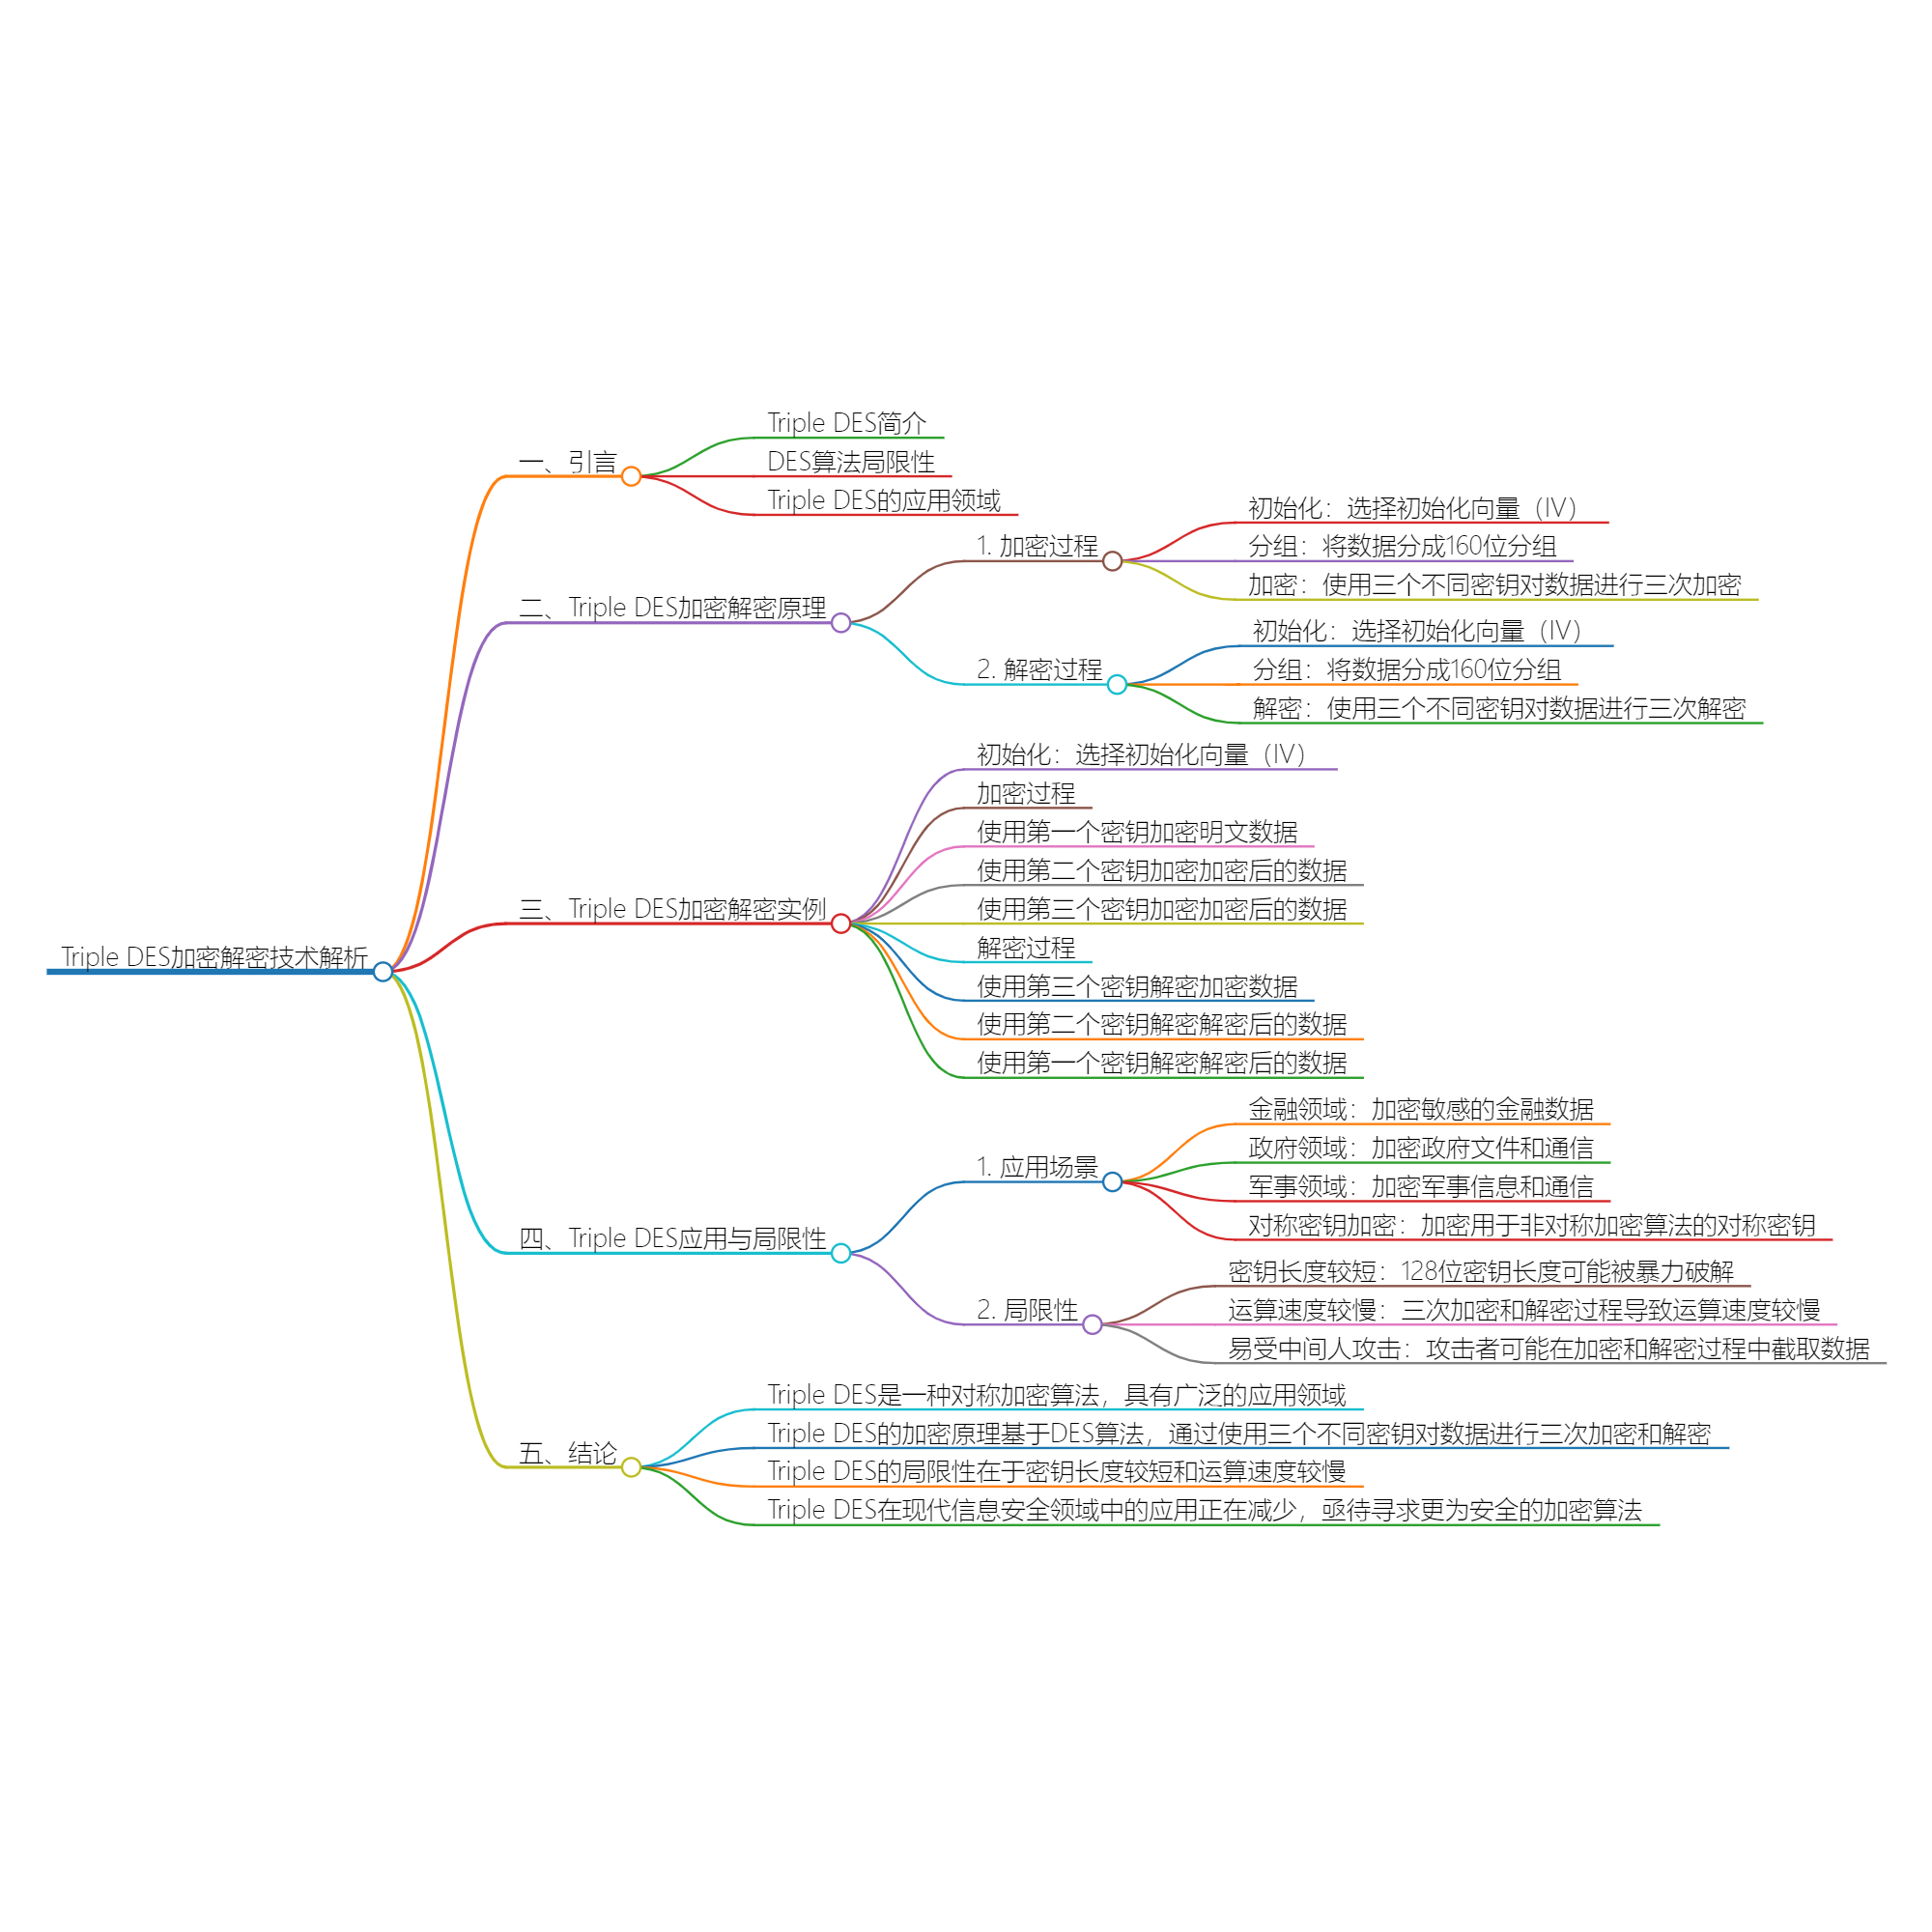 Triple DES加密解密技术解析
一、引言
Triple DES简介
DES算法局限性
Triple DES的应用领域
二、Triple DES加密解密原理
1. 加密过程
初始化：选择初始化向量（IV）
分组：将数据分成160位分组
加密：使用三个不同密钥对数据进行三次加密
2. 解密过程
初始化：选择初始化向量（IV）
分组：将数据分成160位分组
解密：使用三个不同密钥对数据进行三次解密
三、Triple DES加密解密实例
初始化：选择初始化向量（IV）
加密过程
使用第一个密钥加密明文数据
使用第二个密钥加密加密后的数据
使用第三个密钥加密加密后的数据
解密过程
使用第三个密钥解密加密数据
使用第二个密钥解密解密后的数据
使用第一个密钥解密解密后的数据
四、Triple DES应用与局限性
1. 应用场景
金融领域：加密敏感的金融数据
政府领域：加密政府文件和通信
军事领域：加密军事信息和通信
对称密钥加密：加密用于非对称加密算法的对称密钥
2. 局限性
密钥长度较短：128位密钥长度可能被暴力破解
运算速度较慢：三次加密和解密过程导致运算速度较慢
易受中间人攻击：攻击者可能在加密和解密过程中截取数据
五、结论
Triple DES是一种对称加密算法，具有广泛的应用领域
Triple DES的加密原理基于DES算法，通过使用三个不同密钥对数据进行三次加密和解密
Triple DES的局限性在于密钥长度较短和运算速度较慢
Triple DES在现代信息安全领域中的应用正在减少，亟待寻求更为安全的加密算法